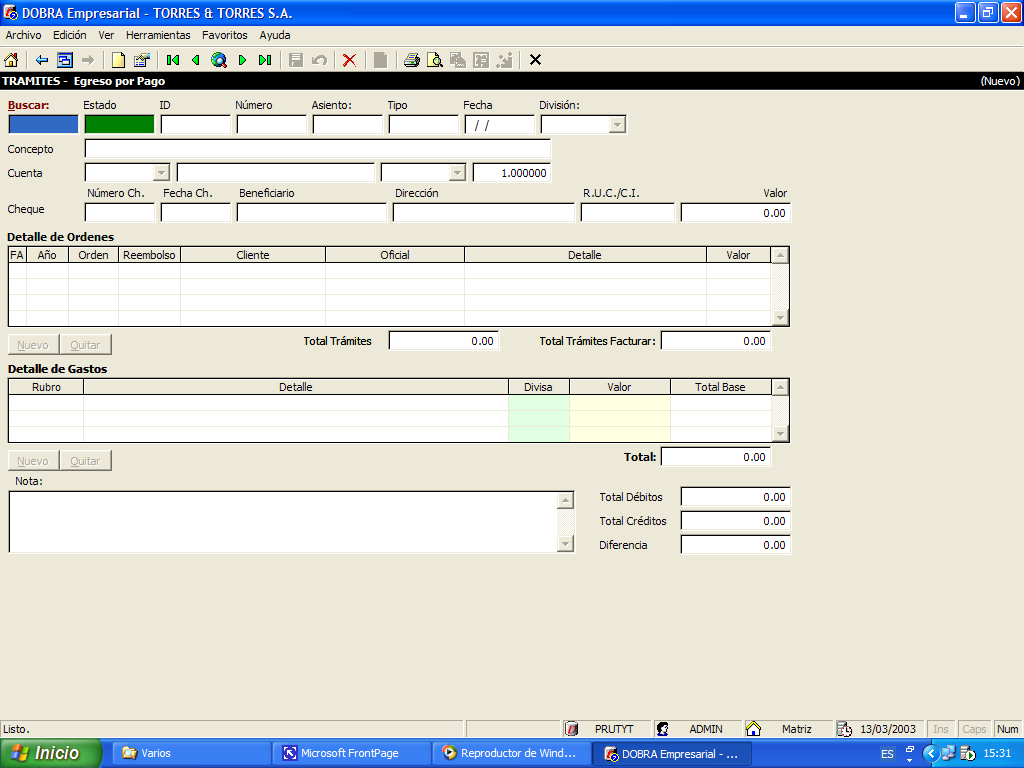 DOBRA Empresarial - TORRES & TORRES S.A.
Archivo Edición Ver Herramientas Favoritos Ayuda
TRAMITES - Egreso por Pago (Nuevo)
Buscar: Estado ID Número Asiento: Tipo Fecha División:
/ /
Concepto
Cuenta 1.000000
Número Ch. Fecha Ch. Beneficiario Dirección R.U.C./C.I. Valor
Cheque 0.00
Detalle de Ordenes
FA Año Orden Reembolso Cliente Oficial Detalle Valor
Nuevo Quitar Total Trámites 0.00 Total Trámites Facturar: 0.00
Detalle de Gastos
Rubro Detalle Divisa Valor Total Base
Nuevo Quitar Total: 0.00
Nota:
Total Débitos 0.00
Total Créditos 0.00
Diferencia 0.00
Listo. PRUTYT ADMIN Matriz 13/03/2003 Ins Caps Num
Inicio Varios Microsoft FrontPage Reproductor de Wind... DOBRA Empresarial - ... ES 15:31